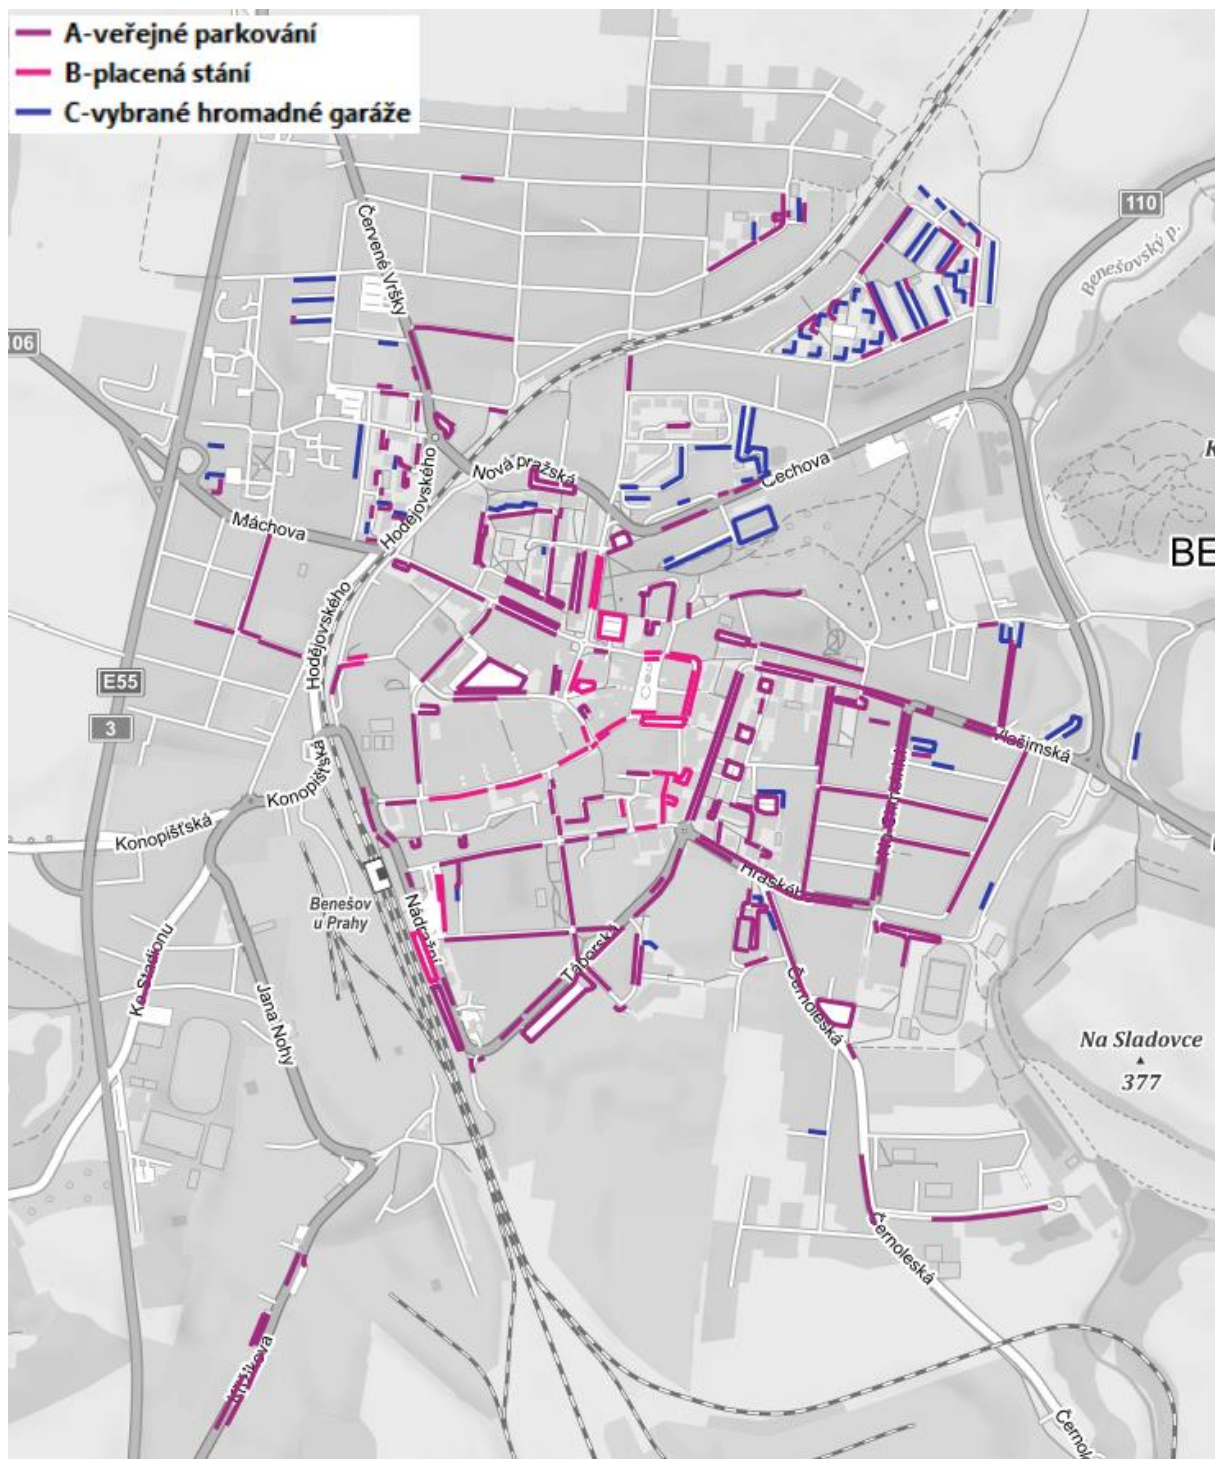 A-veřejné parkování
B-placená stání
C-vybrané hromadné garáže
110
Benešovský p.
Červené Vršky
106
Nová pražská
Čechova
Hodějovského
Máchova
BE
Hodějovského
E55
3
Vlašimská
Konopišťská
Konopišťská
Konopišťská
Hráského
Benešov
u Prahy
Nádražní
Táborská
Ke Stadionu
Jana Nohy
Černoleská
Na Sladovce
377
Černoleská
Křižíkova